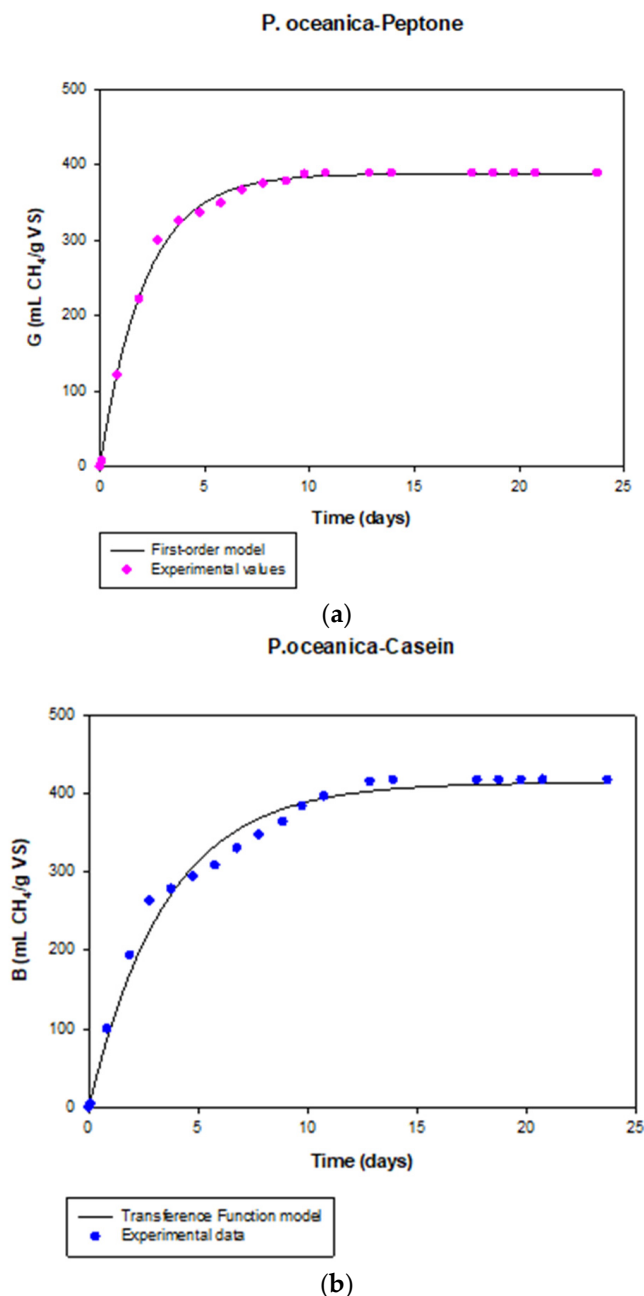 P. oceanica-Peptone
500
400
300
200
100
0
G (mL CH₄/g VS)
0 5 10 15 20 25
Time (days)
First-order model
Experimental values
(a)
P.oceanica-Casein
500
400
300
200
100
0
B (mL CH₄/g VS)
0 5 10 15 20 25
Time (days)
Transference Function model
Experimental data
(b)